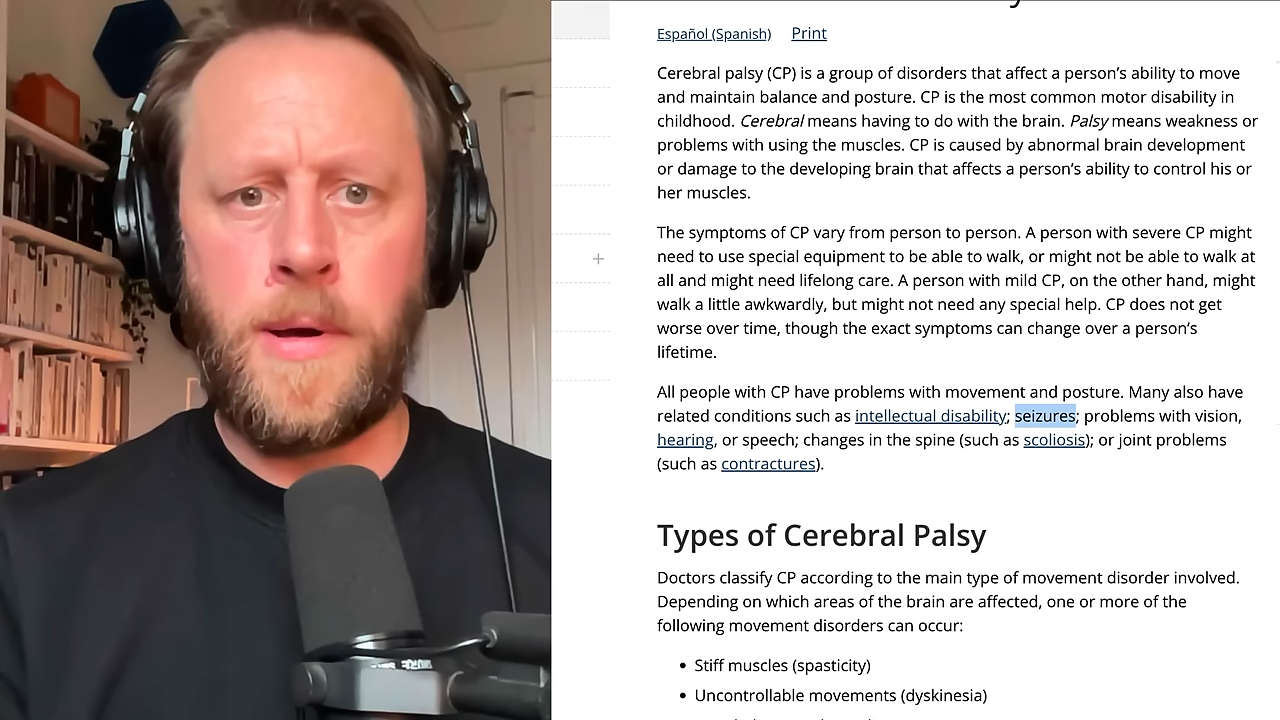 Español (Spanish) Print
Cerebral palsy (CP) is a group of disorders that affect a person’s ability to move
and maintain balance and posture. CP is the most common motor disability in
childhood. Cerebral means having to do with the brain. Palsy means weakness or
problems with using the muscles. CP is caused by abnormal brain development
or damage to the developing brain that affects a person’s ability to control his or
her muscles.
The symptoms of CP vary from person to person. A person with severe CP might
need to use special equipment to be able to walk, or might not be able to walk at
all and might need lifelong care. A person with mild CP, on the other hand, might
walk a little awkwardly, but might not need any special help. CP does not get
worse over time, though the exact symptoms can change over a person’s
lifetime.
All people with CP have problems with movement and posture. Many also have
related conditions such as intellectual disability; seizures; problems with vision,
hearing, or speech; changes in the spine (such as scoliosis); or joint problems
(such as contractures).
Types of Cerebral Palsy
Doctors classify CP according to the main type of movement disorder involved.
Depending on which areas of the brain are affected, one or more of the
following movement disorders can occur:
• Stiff muscles (spasticity)
• Uncontrollable movements (dyskinesia)